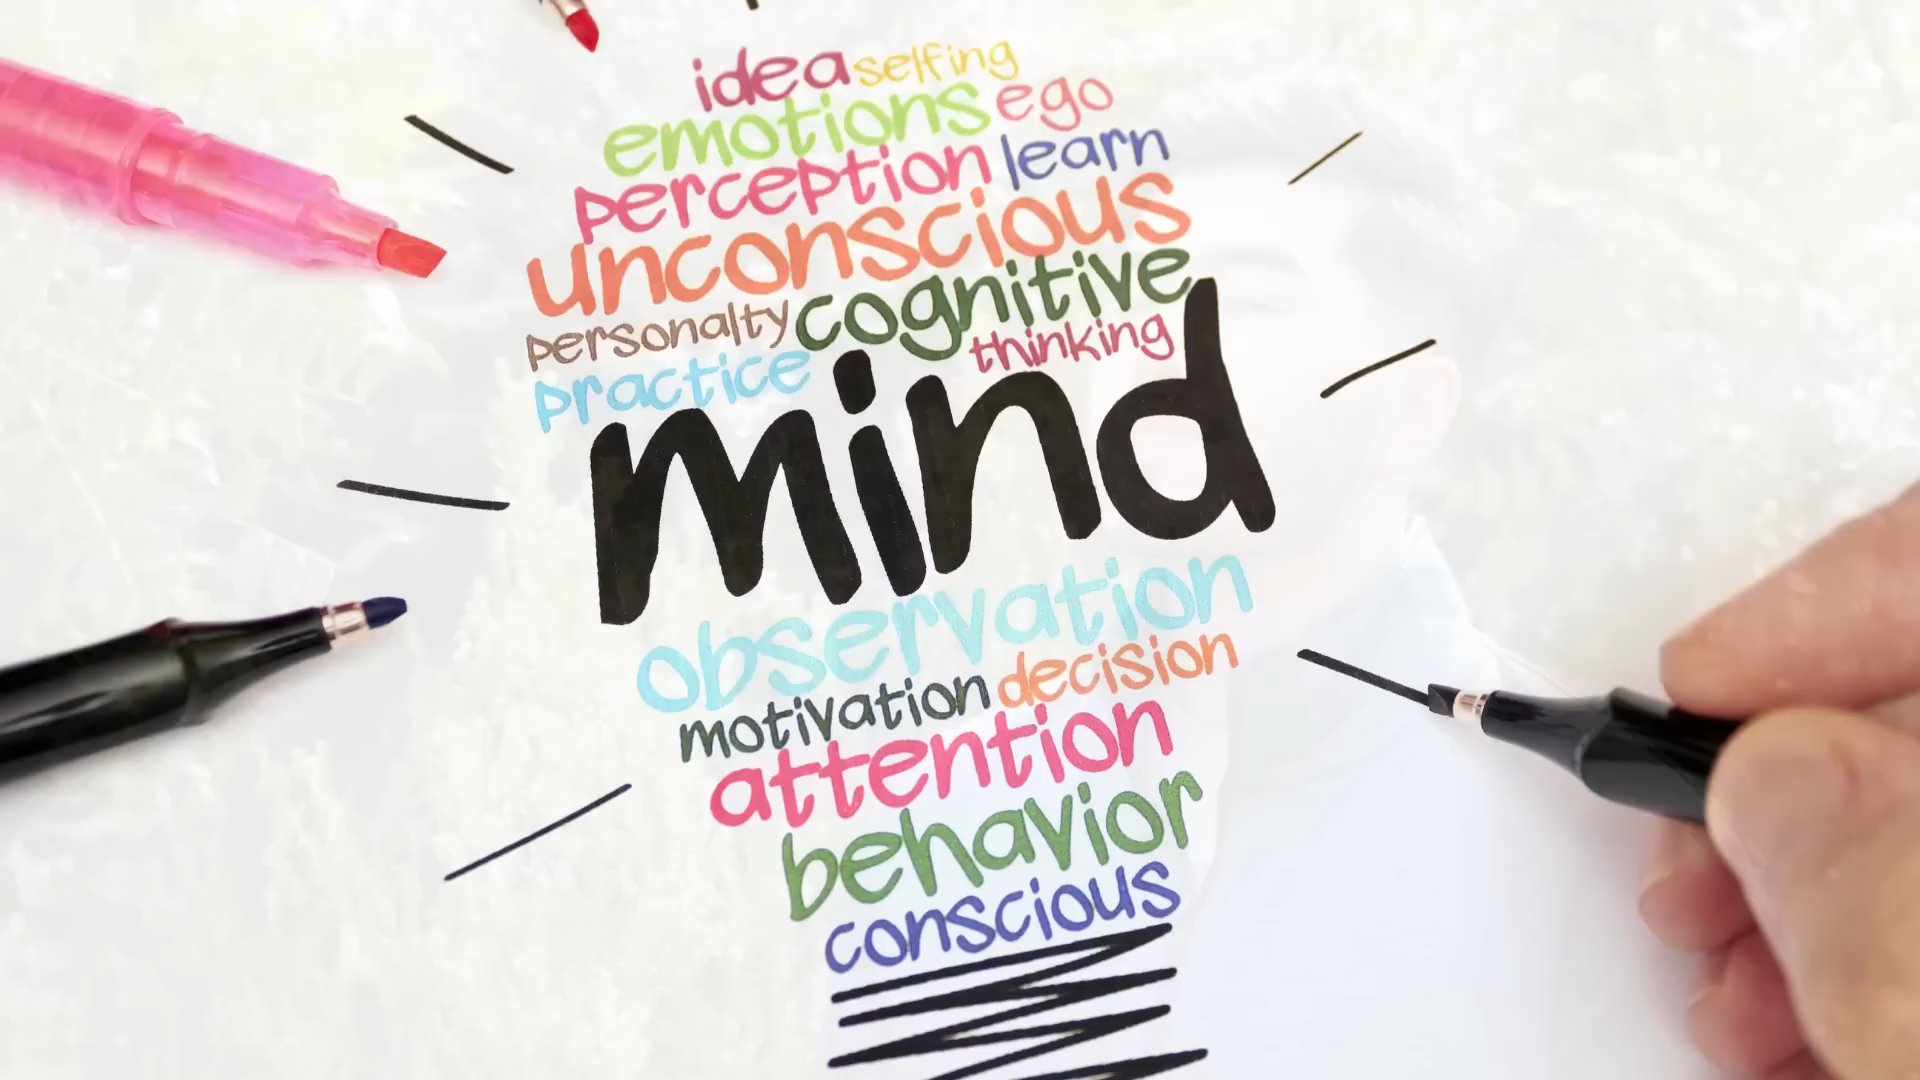 idea selfing
emotions ego
perception learn
unconscious
personalty cognitive
practice thinking
mind
observation
motivation decision
attention
behavior
conscious